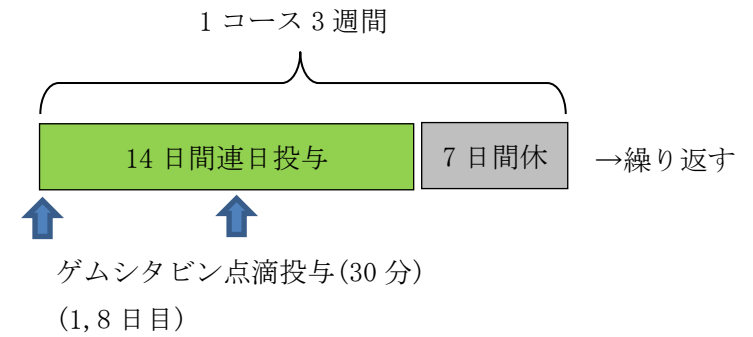 1 コース 3 週間
14 日間連日投与
7 日間休
→繰り返す
ゲムシタビン点滴投与(30 分)
(1,8 日目)